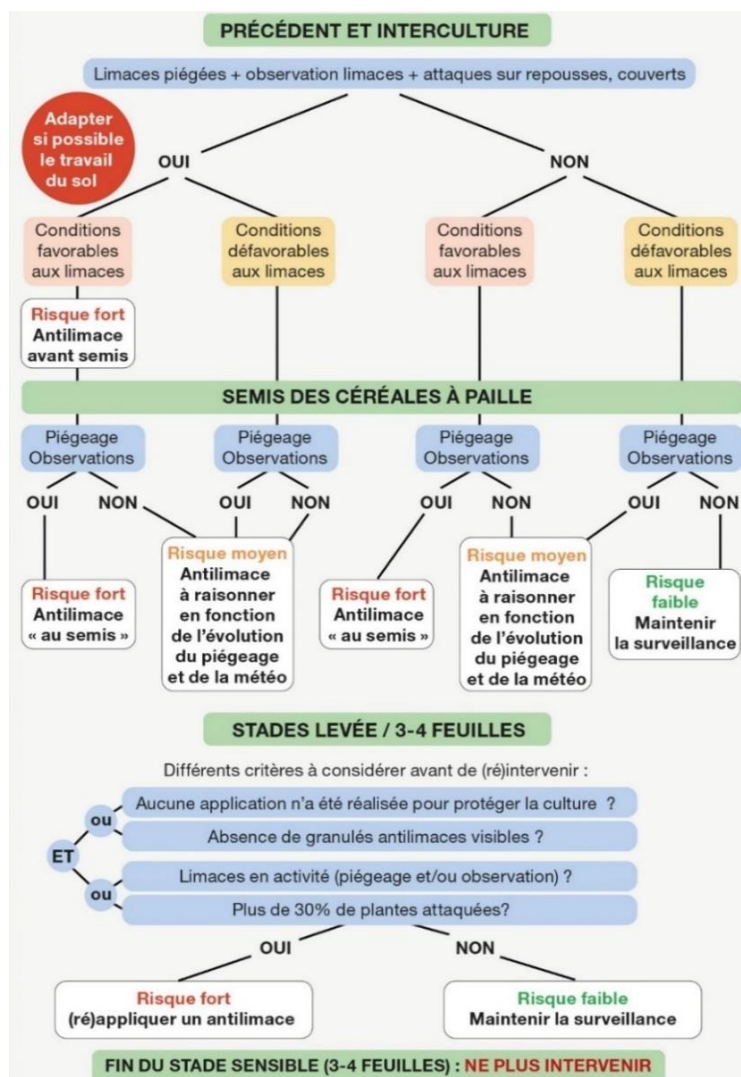 PRÉCÉDENT ET INTERCULTURE
Limaces piégées + observation limaces + attaques sur repousses, couverts
Adapter
si possible
le travail
du sol
OUI
NON
Conditions
favorables
aux limaces
Conditions
défavorables
aux limaces
Conditions
favorables
aux limaces
Conditions
défavorables
aux limaces
Risque fort
Antilimace
avant semis
SEMIS DES CÉRÉALES À PAILLE
Piégeage
Observations
Piégeage
Observations
Piégeage
Observations
Piégeage
Observations
OUI
NON
OUI
NON
OUI
NON
OUI
NON
Risque fort
Antilimace
« au semis »
Risque moyen
Antilimace
à raisonner
en fonction
de l'évolution
du piégeage
et de la météo
Risque fort
Antilimace
« au semis »
Risque moyen
Antilimace
à raisonner
en fonction
de l'évolution
du piégeage
et de la météo
Risque
faible
Maintenir
la surveillance
STADES LEVÉE / 3-4 FEUILLES
Différents critères à considérer avant de (ré)intervenir :
Aucune application n'a été réalisée pour protéger la culture ?
ou
Absence de granulés antilimaces visibles ?
ET
Limaces en activité (piégeage et/ou observation) ?
ou
Plus de 30% de plantes attaquées?
OUI
NON
Risque fort
(ré)appliquer un antilimace
Risque faible
Maintenir la surveillance
FIN DU STADE SENSIBLE (3-4 FEUILLES) : NE PLUS INTERVENIR